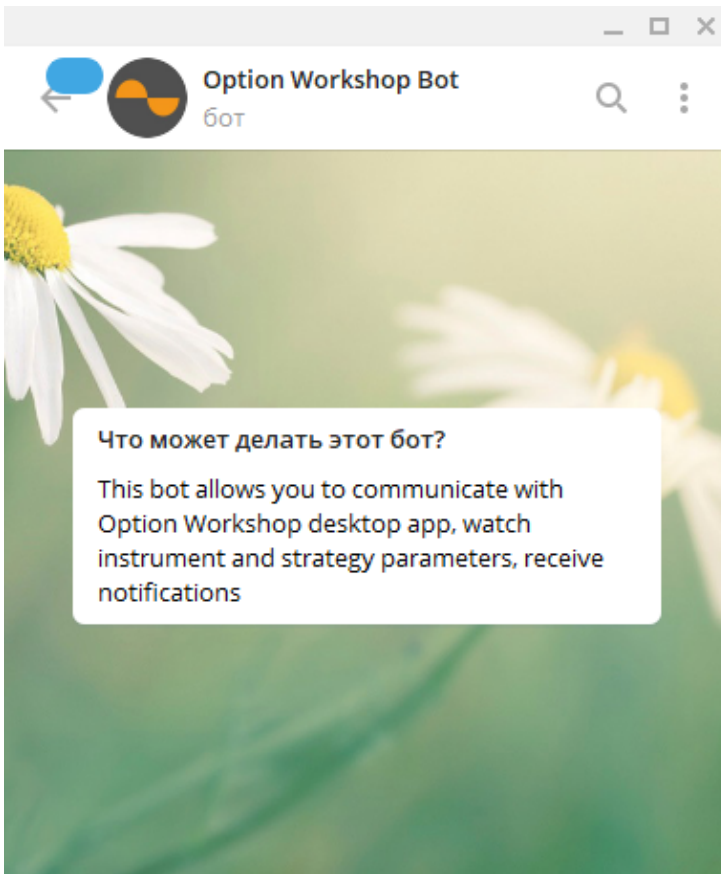 Option Workshop Bot
бот
Что может делать этот бот?
This bot allows you to communicate with
Option Workshop desktop app, watch
instrument and strategy parameters, receive
notifications